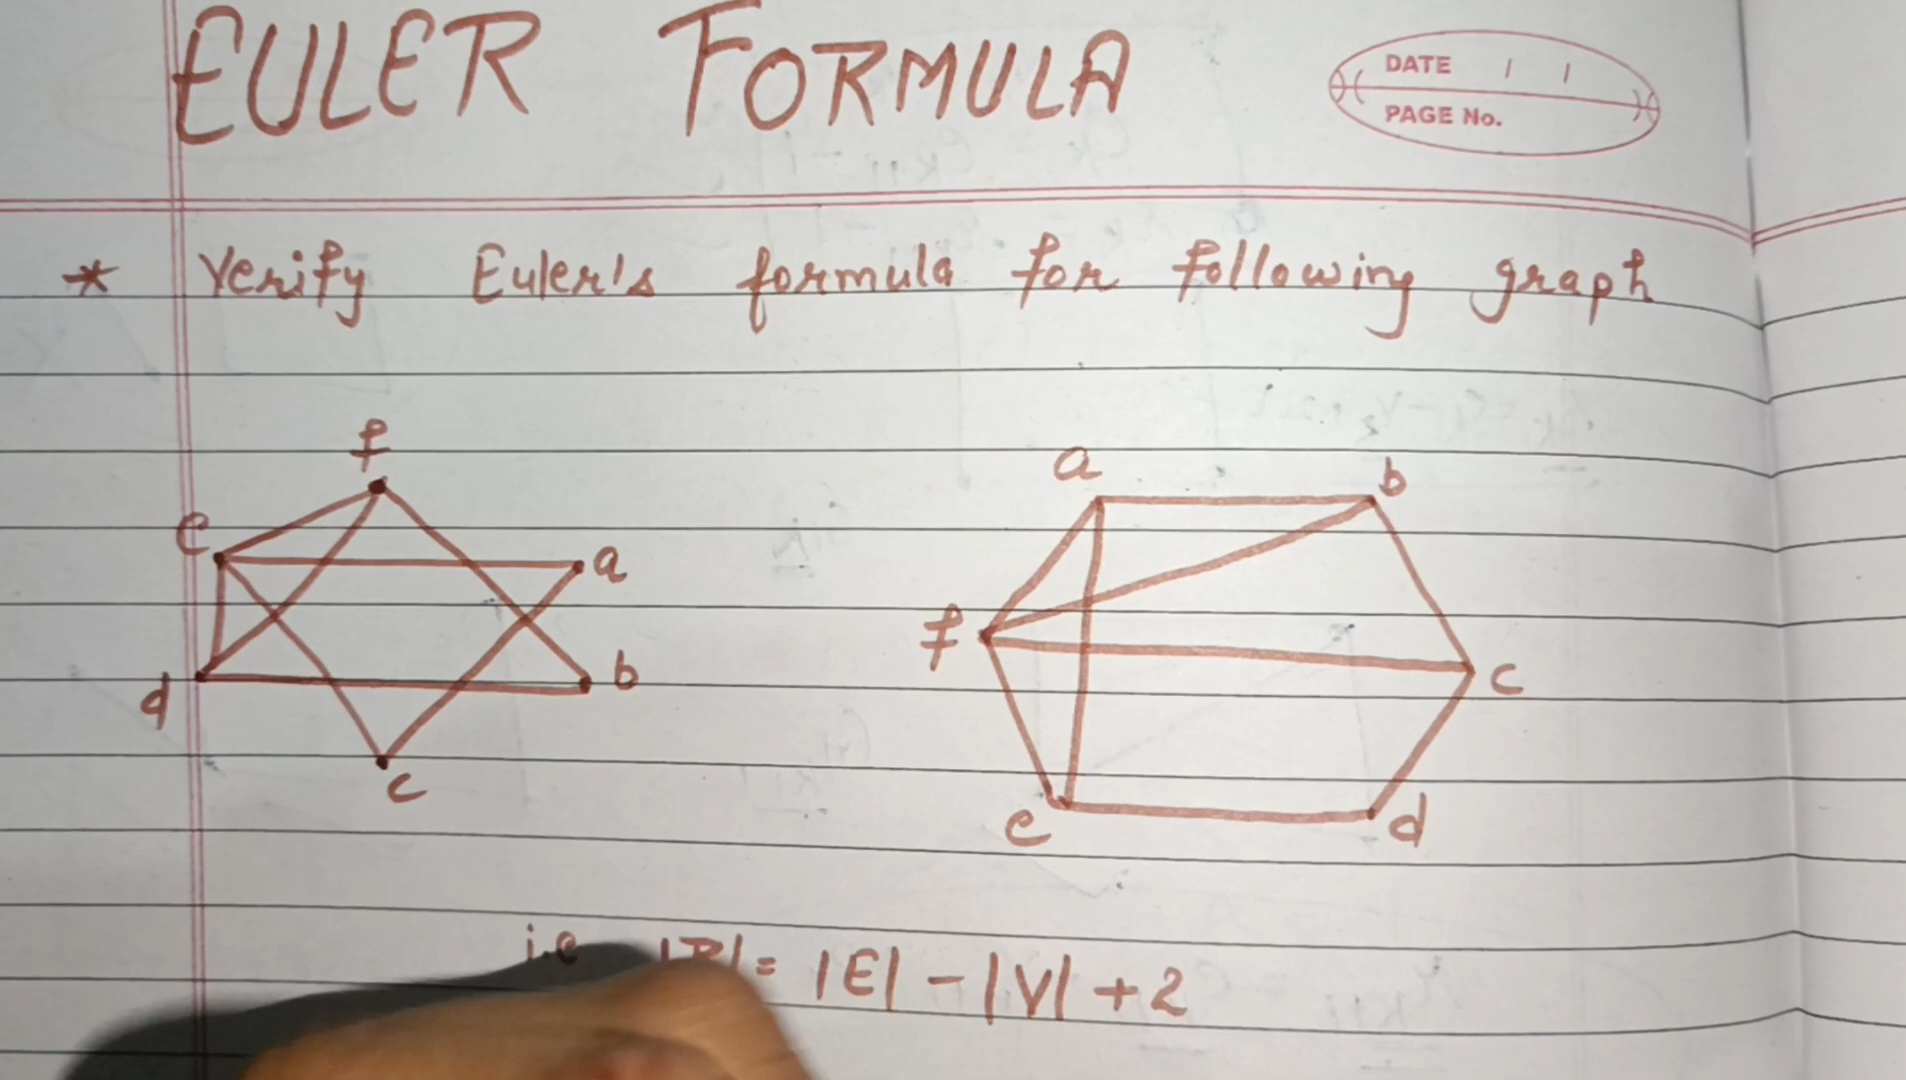 EULER FORMULA
DATE / /
PAGE No.
* Verify Euler's formula for following graph
f
e
a
d
b
c
a
b
f
c
e
d
i.e |R| = |E| - |V| + 2